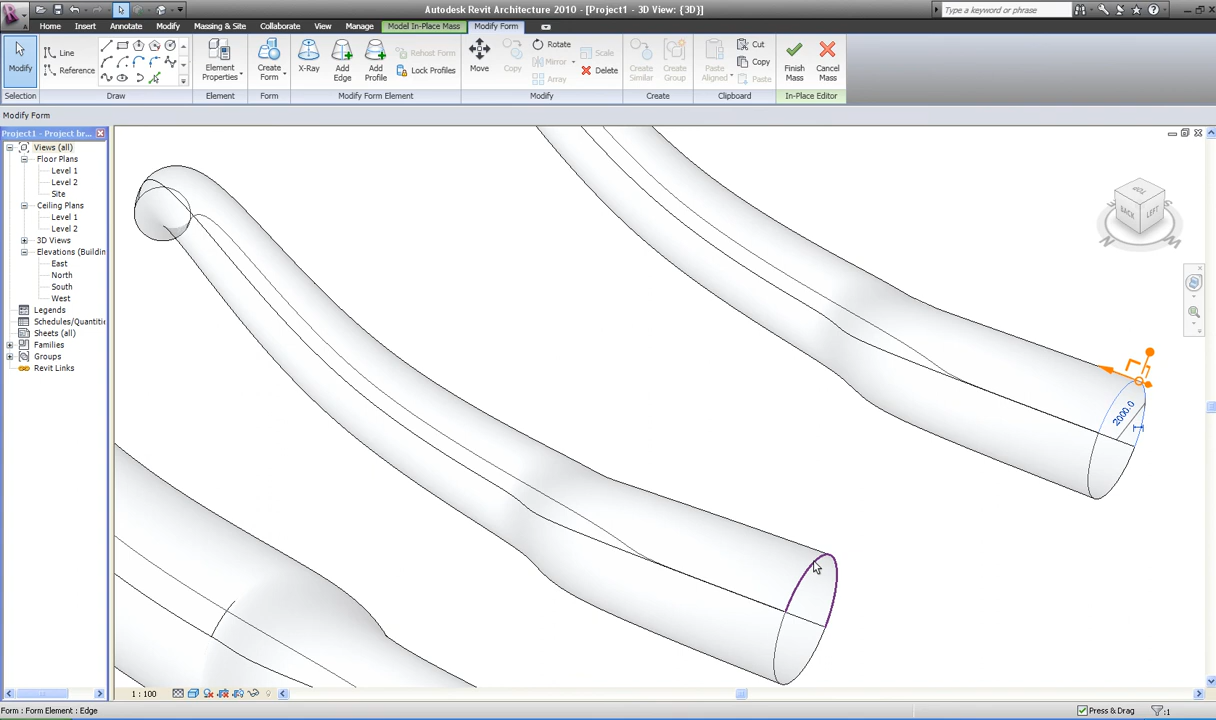 Autodesk Revit Architecture 2010 - [Project1 - 3D View: {3D}]
Type a keyword or phrase
Home Insert Annotate Modify Massing & Site Collaborate View Manage Model In-Place Mass Modify Form
Modify
Line
Reference
Element Properties
Create Form
X-Ray
Add Edge
Add Profile
Rehost Form
Lock Profiles
Move
Copy
Rotate
Mirror
Array
Scale
Delete
Create Similar
Create Group
Paste Aligned
Cut
Copy
Paste
Finish Mass
Cancel Mass
Selection Draw Element Form Modify Form Element Modify Create Clipboard In-Place Editor
Modify Form
Project1 - Project br...
Views (all)
Floor Plans
Level 1
Level 2
Site
Ceiling Plans
Level 1
Level 2
3D Views
Elevations (Buildin
East
North
South
West
Legends
Schedules/Quantitie
Sheets (all)
Families
Groups
Revit Links
TOP
BACK
LEFT
N
W
2000.0
1 : 100
Form : Form Element : Edge
Press & Drag
:1